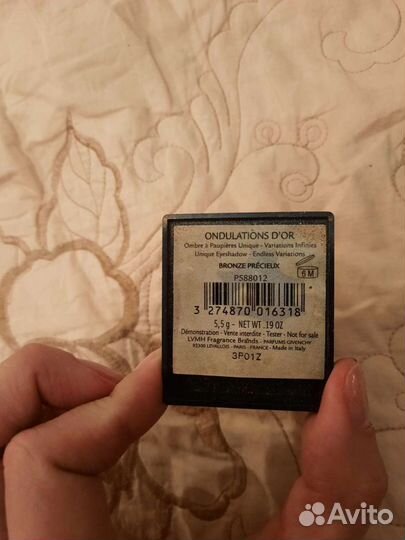 ONDULATIONS D'OR
Ombre à Paupières Unique - Variations Infinies
Unique Eyeshadow - Endless Variations
BRONZE PRÉCIEUX
6 M
P588012
3 274870 016318
5,5 g - NET WT. .19 OZ
Démonstration - Vente interdite - Tester - Not for sale
LVMH Fragrance Brands - PARFUMS GIVENCHY
92300 LEVALLOIS - PARIS - FRANCE - Made in Italy
3P01Z
Avito